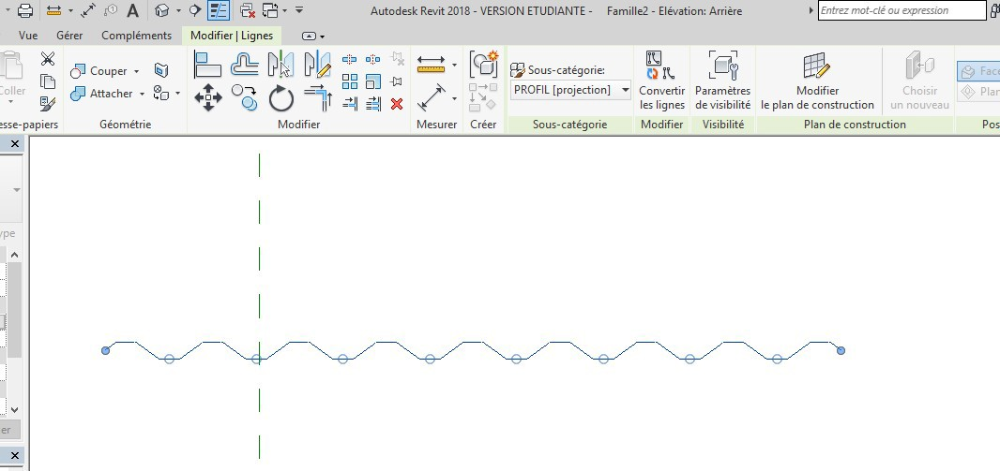 Autodesk Revit 2018 - VERSION ETUDIANTE - Famille2 - Elévation: Arrière
Entrez mot-clé ou expression
Vue Gérer Compléments Modifier | Lignes
Coller
Couper
Attacher
Sous-catégorie:
PROFIL [projection]
Convertir
les lignes
Paramètres
de visibilité
Modifier
le plan de construction
Choisir
un nouveau
Face
Plan
esse-papiers Géométrie Modifier Mesurer Créer Sous-catégorie Modifier Visibilité Plan de construction Pos
ype
er